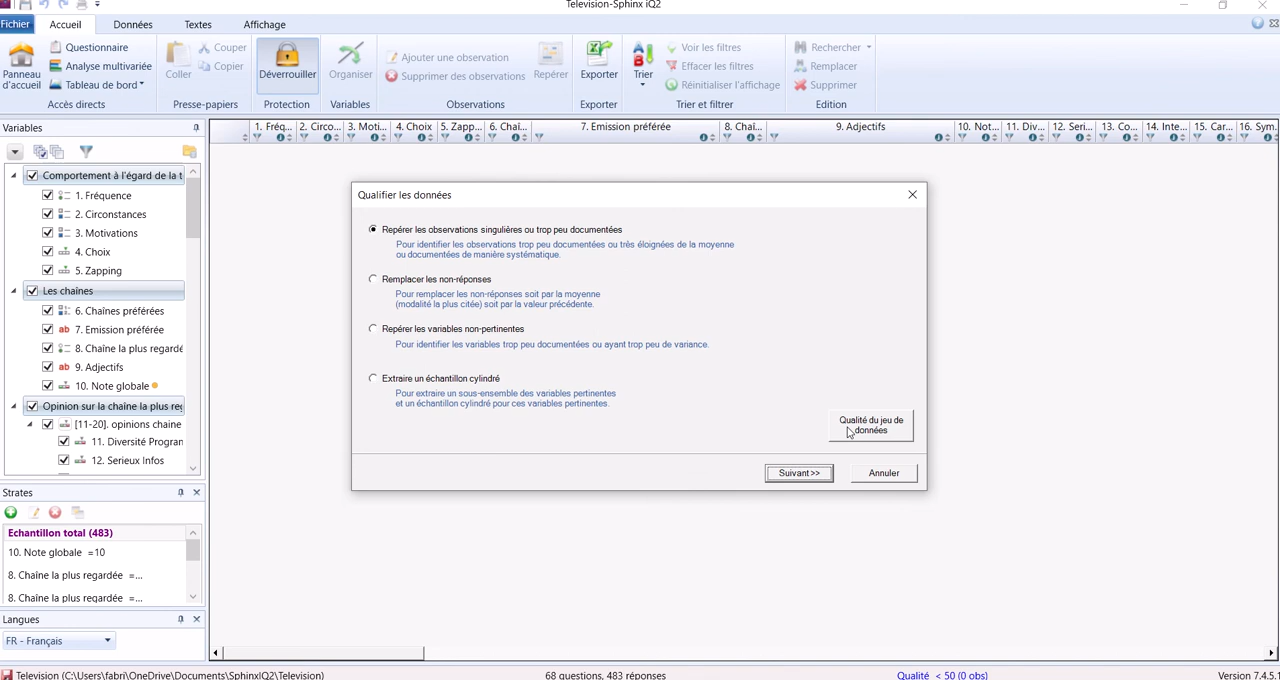 Television-Sphinx iQ2
Fichier Accueil Données Textes Affichage
Panneau d'accueil
Questionnaire
Analyse multivariée
Tableau de bord
Accès directs
Coller
Couper
Copier
Presse-papiers
Déverrouiller
Protection
Organiser
Variables
Ajoutée une observation
Supprimer des observations
Repérer
Observations
Exporter
Exporter
Trier
Voir les filtres
Effacer les filtres
Réinitialiser l'affichage
Trier et filtrer
Rechercher
Remplacer
Supprimer
Edition
Variables
Comportement à l'égard de la t
1. Fréquence
2. Circonstances
3. Motivations
4. Choix
5. Zapping
Les chaînes
6. Chaînes préférées
ab 7. Emission préférée
8. Chaîne la plus regardé
ab 9. Adjectifs
10. Note globale
Opinion sur la chaîne la plus reg
[11-20]. opinions chaine
11. Diversité Progran
12. Serieux Infos
Strates
Echantillon total (483)
10. Note globale =10
8. Chaîne la plus regardée =...
8. Chaîne la plus regardée =...
Langues
FR - Français
1. Fréq... 2. Circo... 3. Moti... 4. Choix 5. Zapp... 6. Chaî... 7. Emission préférée 8. Chaî... 9. Adjectifs 10. Not... 11. Div... 12. Seri... 13. Co... 14. Inte... 15. Car... 16. Sym.
Qualifier les données
Repérer les observations singulières ou trop peu documentées
Pour identifier les observations trop peu documentées ou très éloignées de la moyenne
ou documentées de manière systématique.
Remplacer les non-réponses
Pour remplacer les non-réponses soit par la moyenne
(modalité la plus citée) soit par la valeur précédente.
Repérer les variables non-pertinentes
Pour identifier les variables trop peu documentées ou ayant trop peu de variance.
Extraire un échantillon cylindré
Pour extraire un sous-ensemble des variables pertinentes
et un échantillon cylindré pour ces variables pertinentes.
Qualité du jeu de
données
Suivant>> Annuler
Television (C:\Users\fabri\OneDrive\Documents\SphinxIQ2\Television) 68 questions, 483 réponses Qualité < 50 (0 obs) Version 7.4.5.1